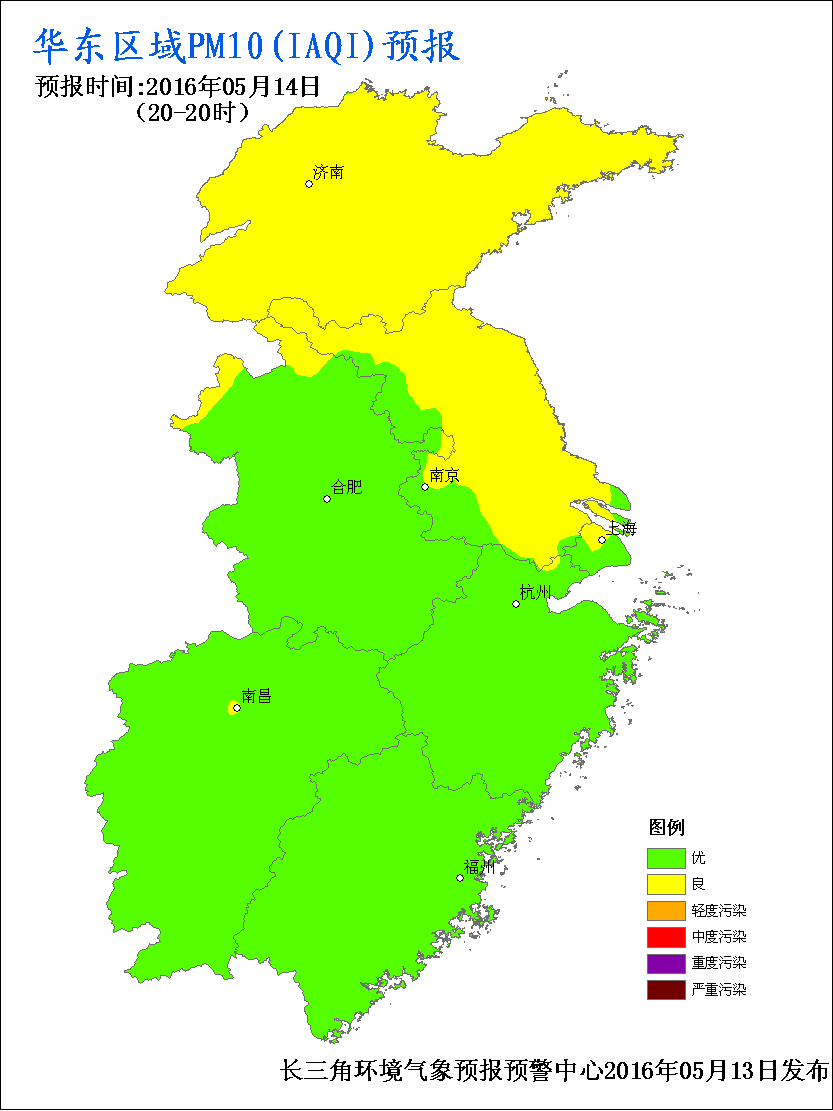 华东区域PM10(IAQI)预报
预报时间:2016年05月14日
（20-20时）
济南
南京
合肥
上海
杭州
南昌
福州
图例
优
良
轻度污染
中度污染
重度污染
严重污染
长三角环境气象预报预警中心2016年05月13日发布